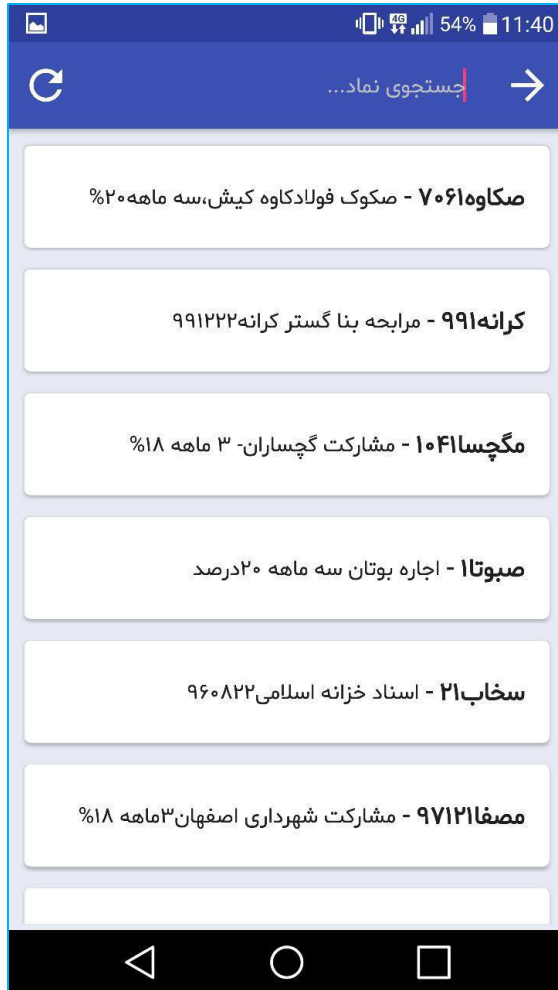 4G 54% 11:40
جستجوی نماد...
صکاوه۷۰۶۱ - صکوک فولادکاوه کیش،سه ماهه۲۰%
کرانه۹۹۱ - مرابحه بنا گستر کرانه۹۹۱۲۲۲
مگچسا۱۰۴۱ - مشارکت گچساران- ۳ ماهه ۱۸%
صبوتا۱ - اجاره بوتان سه ماهه ۲۰درصد
سخاب۲۱ - اسناد خزانه اسلامی۹۶۰۸۲۲
مصفا۹۷۱۲۱ - مشارکت شهرداری اصفهان۳ماهه ۱۸%